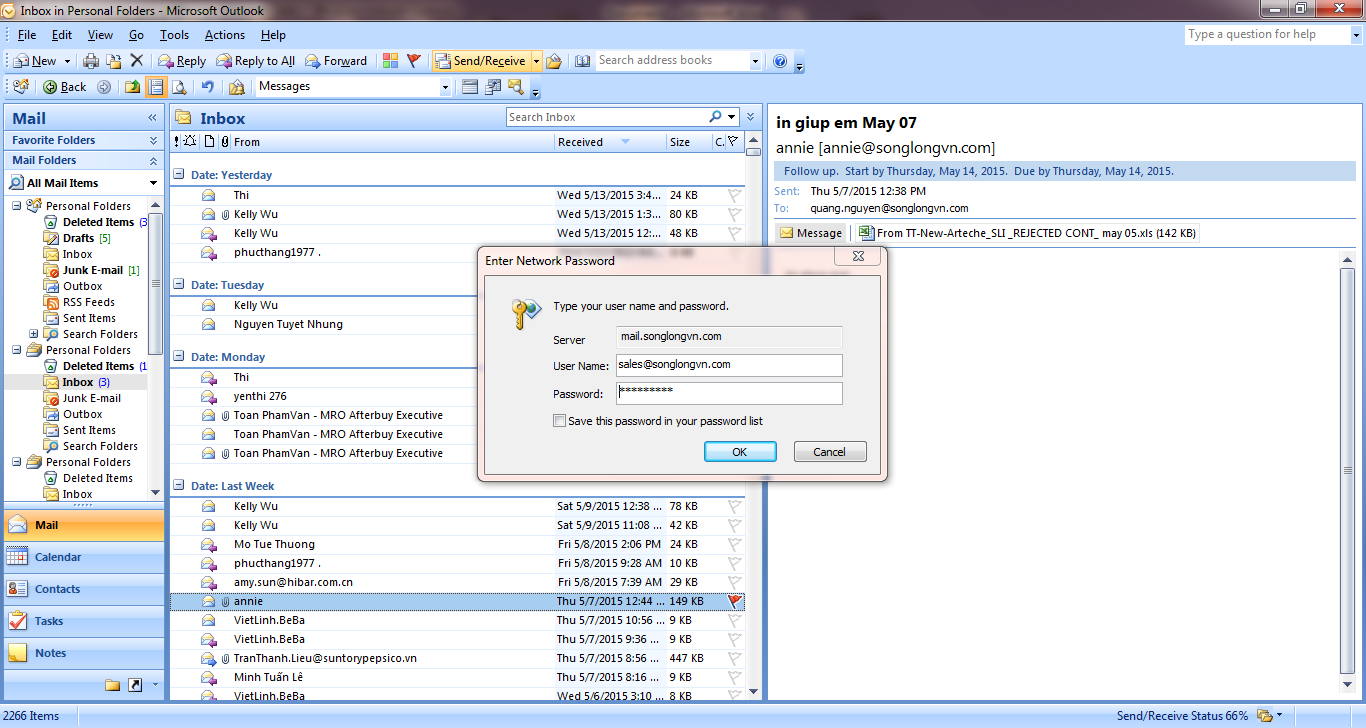 Inbox in Personal Folders - Microsoft Outlook
File Edit View Go Tools Actions Help
Type a question for help
New Reply Reply to All Forward Send/Receive Search address books
Back Messages
Mail «
Favorite Folders
Mail Folders
All Mail Items
Personal Folders
Deleted Items (3
Drafts [5]
Inbox
Junk E-mail [1]
Outbox
RSS Feeds
Sent Items
Search Folders
Personal Folders
Deleted Items (1
Inbox (3)
Junk E-mail
Outbox
Sent Items
Search Folders
Personal Folders
Deleted Items
Inbox
Mail
Calendar
Contacts
Tasks
Notes
Inbox
Search Inbox
From Received Size C.
Date: Yesterday
Thi Wed 5/13/2015 3:4... 24 KB
Kelly Wu Wed 5/13/2015 1:3... 80 KB
Kelly Wu Wed 5/13/2015 12:... 48 KB
phucthang1977 .
Date: Tuesday
Kelly Wu
Nguyen Tuyet Nhung
Date: Monday
Thi
yenthi 276
Toan PhamVan - MRO Afterbuy Executive
Toan PhamVan - MRO Afterbuy Executive
Toan PhamVan - MRO Afterbuy Executive
Date: Last Week
Kelly Wu Sat 5/9/2015 12:38 ... 78 KB
Kelly Wu Sat 5/9/2015 11:08 ... 42 KB
Mo Tue Thuong Fri 5/8/2015 2:06 PM 24 KB
phucthang1977 . Fri 5/8/2015 9:28 AM 10 KB
amy.sun@hibar.com.cn Fri 5/8/2015 7:39 AM 29 KB
annie Thu 5/7/2015 12:44 ... 149 KB
VietLinh.BeBa Thu 5/7/2015 10:56 ... 9 KB
VietLinh.BeBa Thu 5/7/2015 9:36 ... 9 KB
TranThanh.Lieu@suntorypepsico.vn Thu 5/7/2015 8:56 ... 447 KB
Minh Tuấn Lê Thu 5/7/2015 8:16 ... 9 KB
VietLinh.BeBa Wed 5/6/2015 3:10 ... 8 KB
in giup em May 07
annie [annie@songlongvn.com]
Follow up. Start by Thursday, May 14, 2015. Due by Thursday, May 14, 2015.
Sent: Thu 5/7/2015 12:38 PM
To: quang.nguyen@songlongvn.com
Message From TT-New-Arteche_SLI _REJECTED CONT_ may 05.xls (142 KB)
Enter Network Password
Type your user name and password.
Server mail.songlongvn.com
User Name: sales@songlongvn.com
Password: *********
Save this password in your password list
OK Cancel
2266 Items
Send/Receive Status 66%